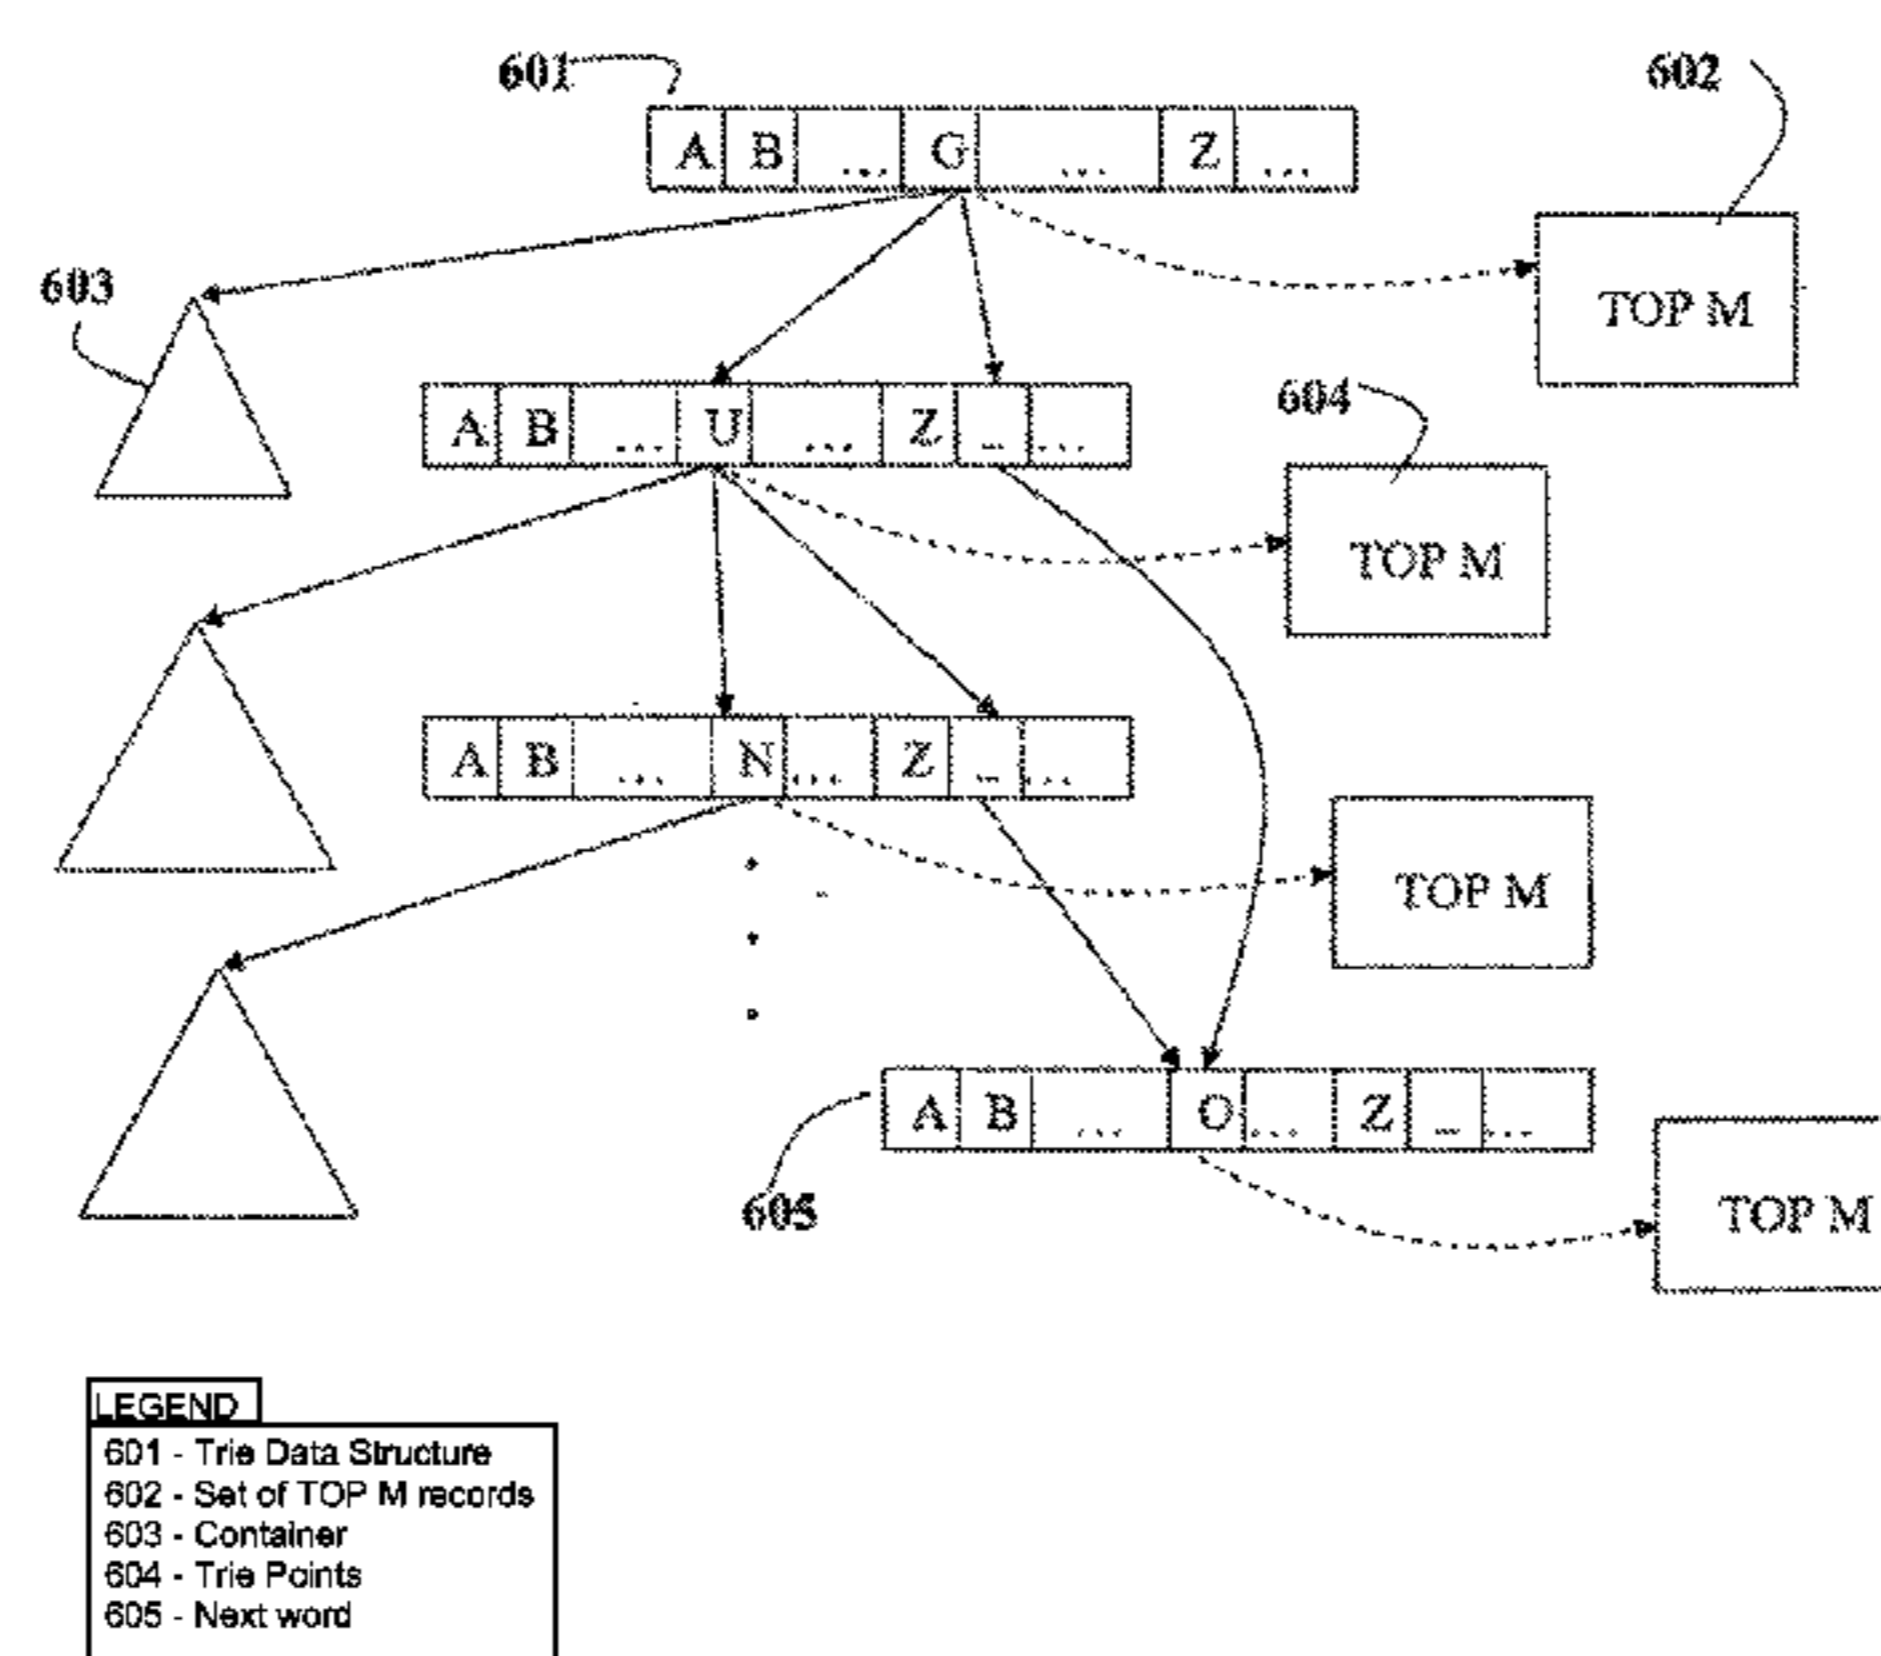 601
602
A B ... G ... Z ...
TOP M
603
A B ... U ... Z _ ...
604
TOP M
A B ... N ... Z _ ...
TOP M
A B ... O ... Z _ ...
605
TOP M
LEGEND
601 - Trie Data Structure
602 - Set of TOP M records
603 - Container
604 - Trie Points
605 - Next word